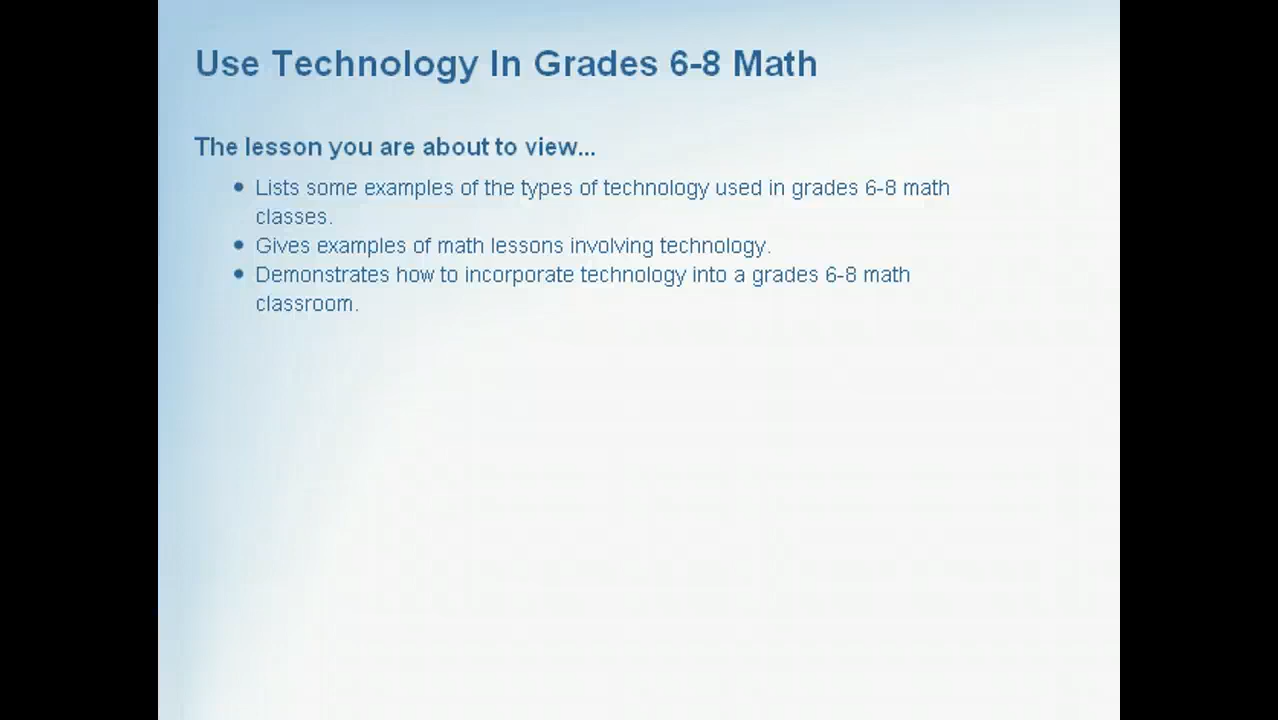 Use Technology In Grades 6-8 Math
The lesson you are about to view...
• Lists some examples of the types of technology used in grades 6-8 math
classes.
• Gives examples of math lessons involving technology.
• Demonstrates how to incorporate technology into a grades 6-8 math
classroom.